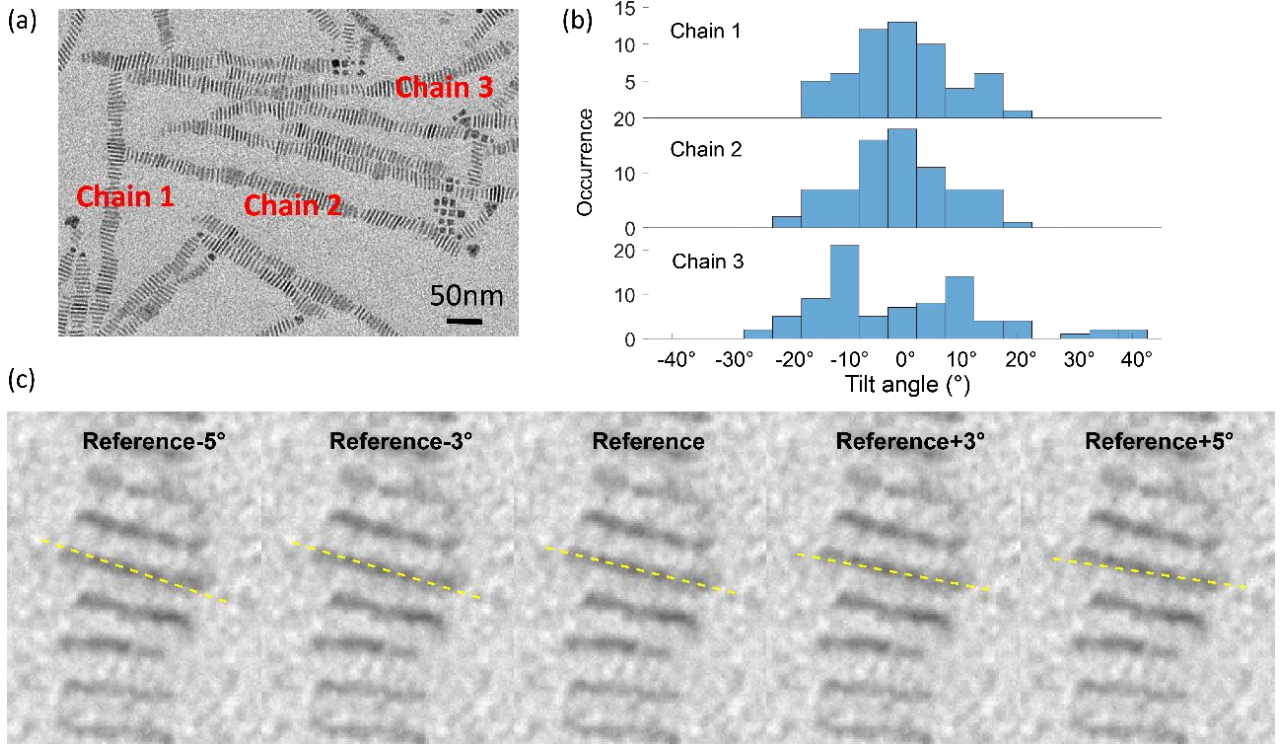 (a)
Chain 3
Chain 1
Chain 2
50nm
(b)
15
Chain 1
10
5
20
Chain 2
10
0
Chain 3
20
10
0
Occurrence
-40° -30° -20° -10° 0° 10° 20° 30° 40°
Tilt angle (°)
(c)
Reference-5° Reference-3° Reference Reference+3° Reference+5°